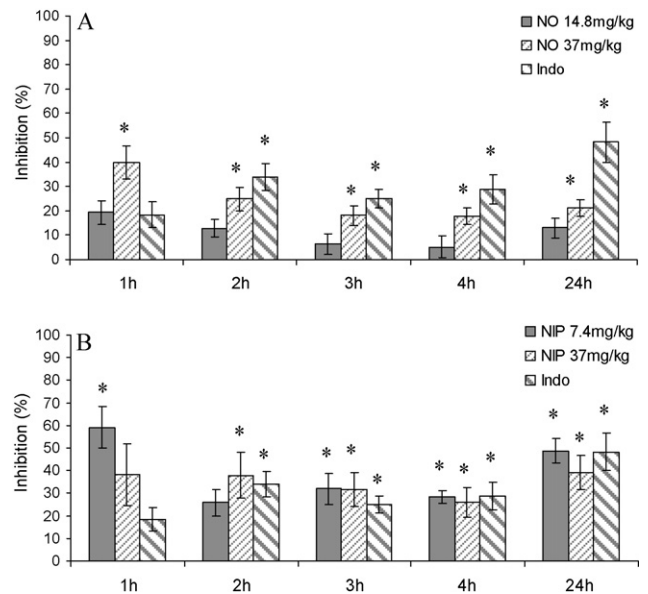 A
NO 14.8mg/kg
NO 37mg/kg
Indo
Inhibition (%)
100
90
80
70
60
50
40
30
20
10
0
* * * * * * * * *
1h 2h 3h 4h 24h
B
NIP 7.4mg/kg
NIP 37mg/kg
Indo
Inhibition (%)
100
90
80
70
60
50
40
30
20
10
0
* * * * * * * * * * * *
1h 2h 3h 4h 24h